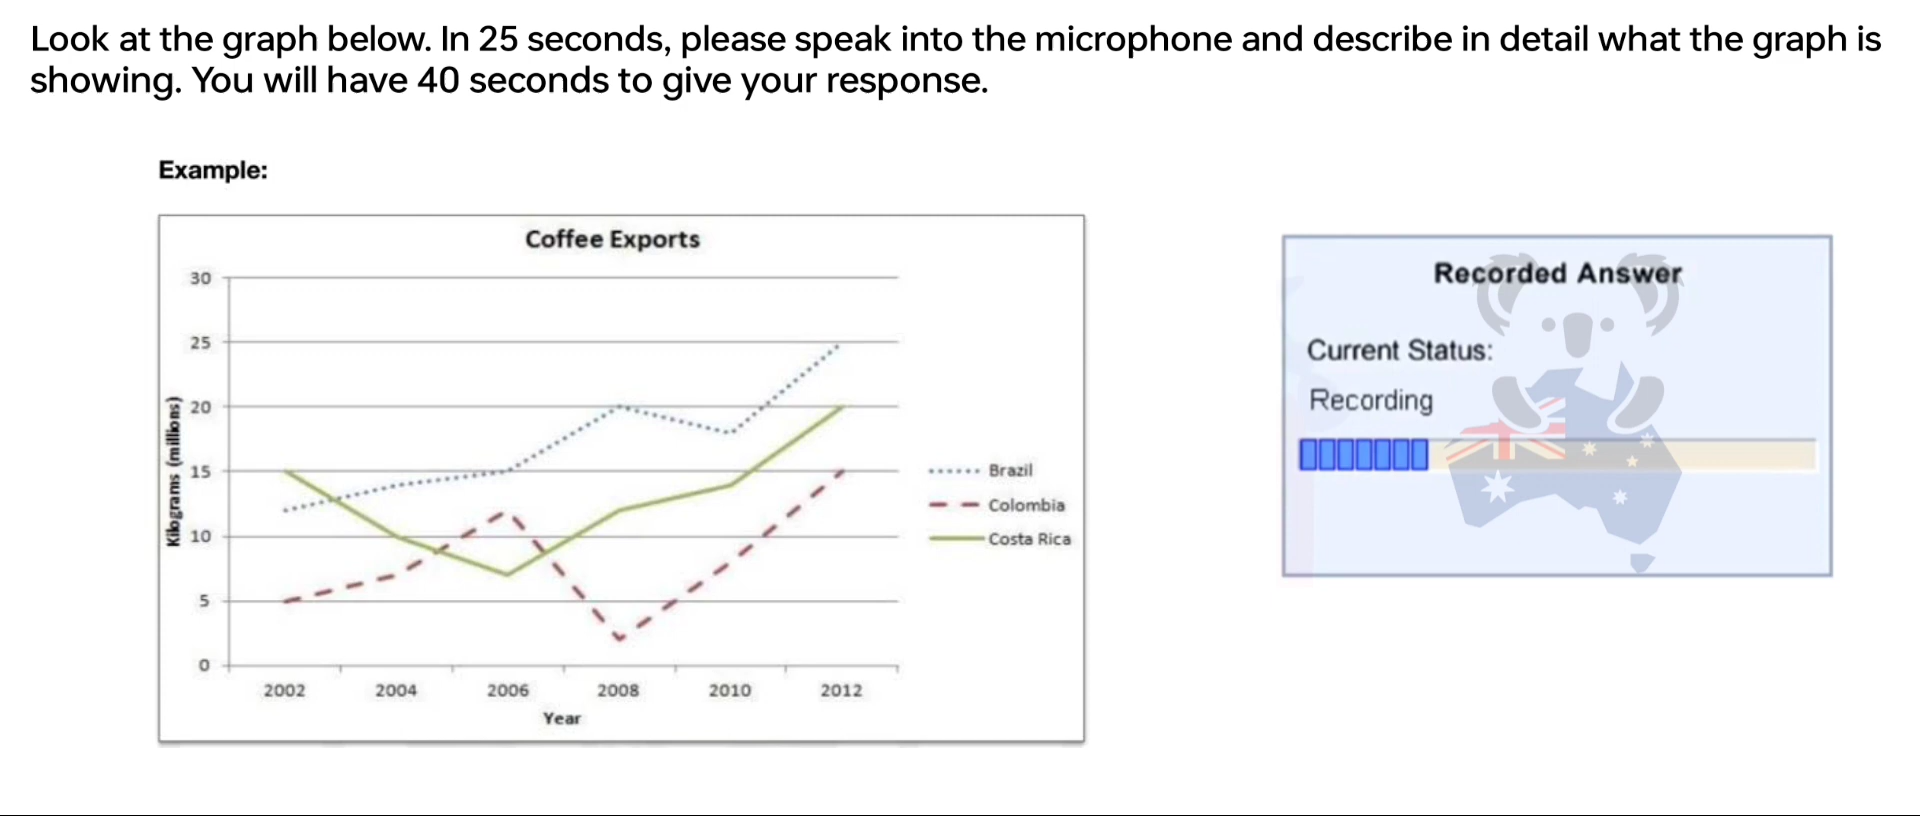 Look at the graph below. In 25 seconds, please speak into the microphone and describe in detail what the graph is
showing. You will have 40 seconds to give your response.
Example:
Coffee Exports
30
25
20
15
10
5
0
Kilograms (millions)
2002 2004 2006 2008 2010 2012
Year
Brazil
Colombia
Costa Rica
Recorded Answer
Current Status:
Recording